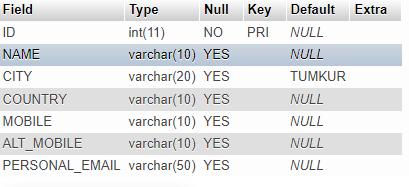 Field Type Null Key Default Extra
ID int(11) NO PRI NULL
NAME varchar(10) YES NULL
CITY varchar(20) YES TUMKUR
COUNTRY varchar(10) YES NULL
MOBILE varchar(10) YES NULL
ALT_MOBILE varchar(10) YES NULL
PERSONAL_EMAIL varchar(50) YES NULL